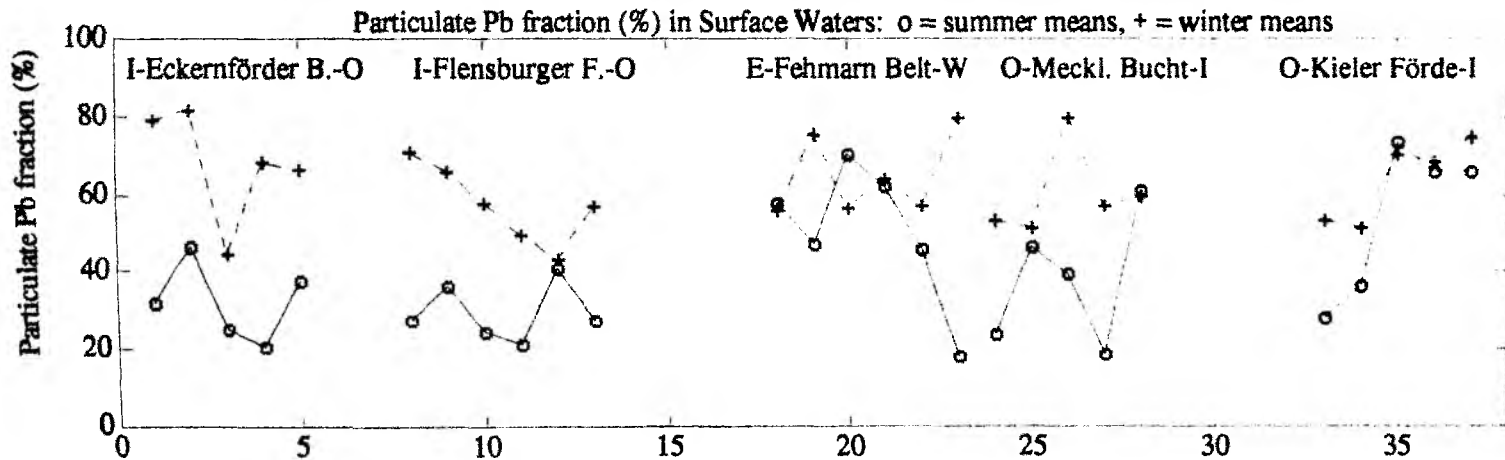 Particulate Pb fraction (%) in Surface Waters: o = summer means, + = winter means
Particulate Pb fraction (%)
100
80
60
40
20
0
I-Eckernförder B.-O
I-Flensburger F.-O
E-Fehmarn Belt-W
O-Meckl. Bucht-I
O-Kieler Förde-I
0 5 10 15 20 25 30 35